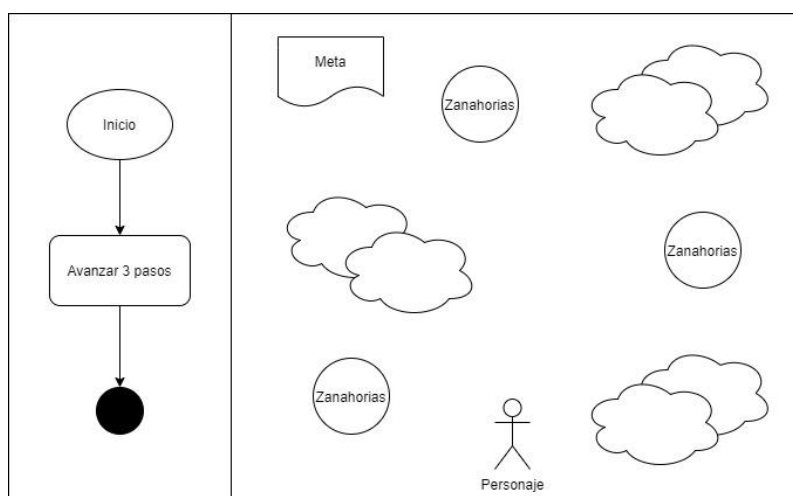 Inicio
Avanzar 3 pasos
Meta
Zanahorias
Zanahorias
Zanahorias
Personaje